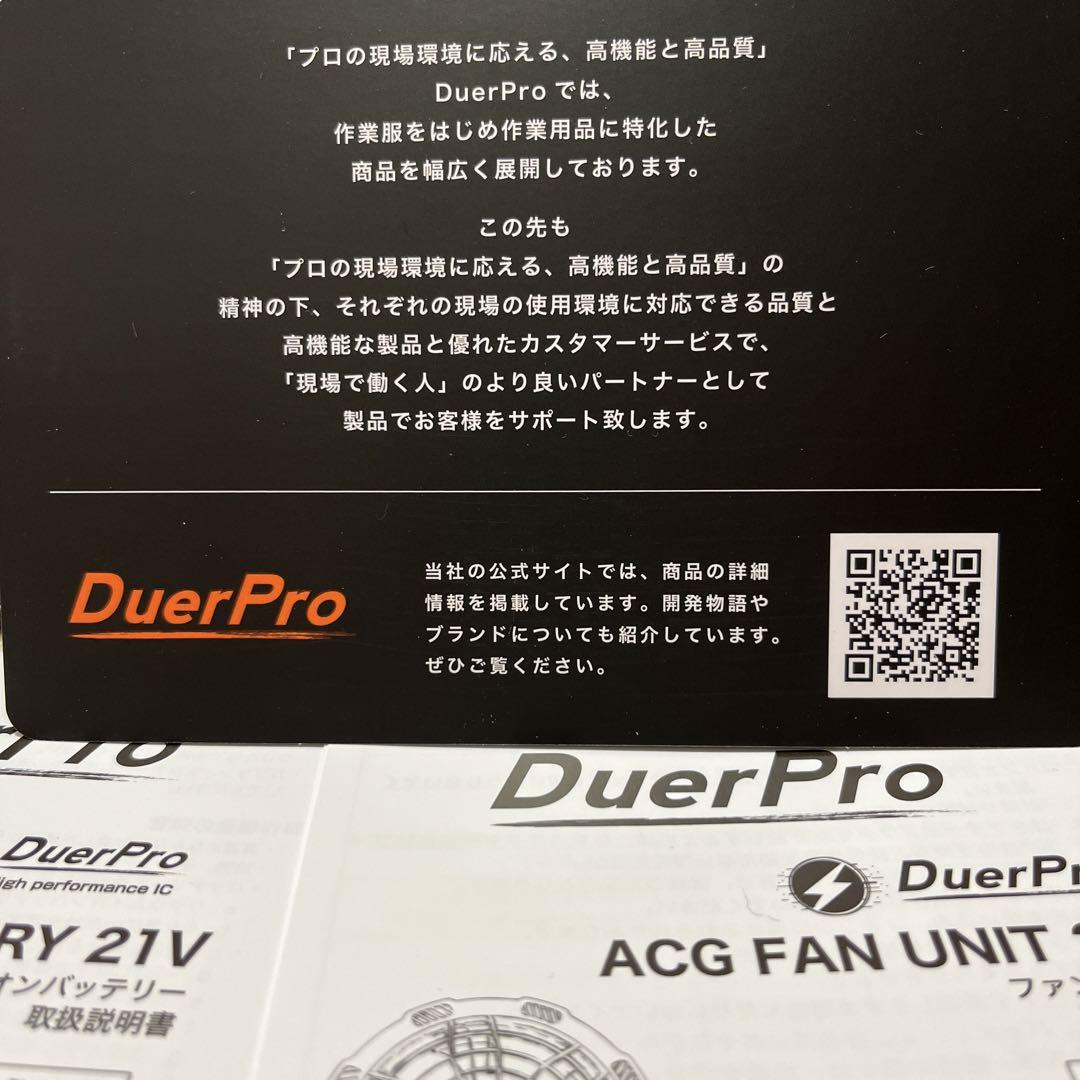 「プロの現場環境に応える、高機能と高品質」
DuerProでは、
作業服をはじめ作業用品に特化した
商品を幅広く展開しております。
この先も
「プロの現場環境に応える、高機能と高品質」の
精神の下、それぞれの現場の使用環境に対応できる品質と
高機能な製品と優れたカスタマーサービスで、
「現場で働く人」のより良いパートナーとして
製品でお客様をサポート致します。
DuerPro
当社の公式サイトでは、商品の詳細
情報を掲載しています。開発物語や
ブランドについても紹介しています。
ぜひご覧ください。
DuerPro
DuerPro
igh performance IC
RY 21V
オンバッテリー
取扱説明書
DuerPr
ACG FAN UNIT
ファン